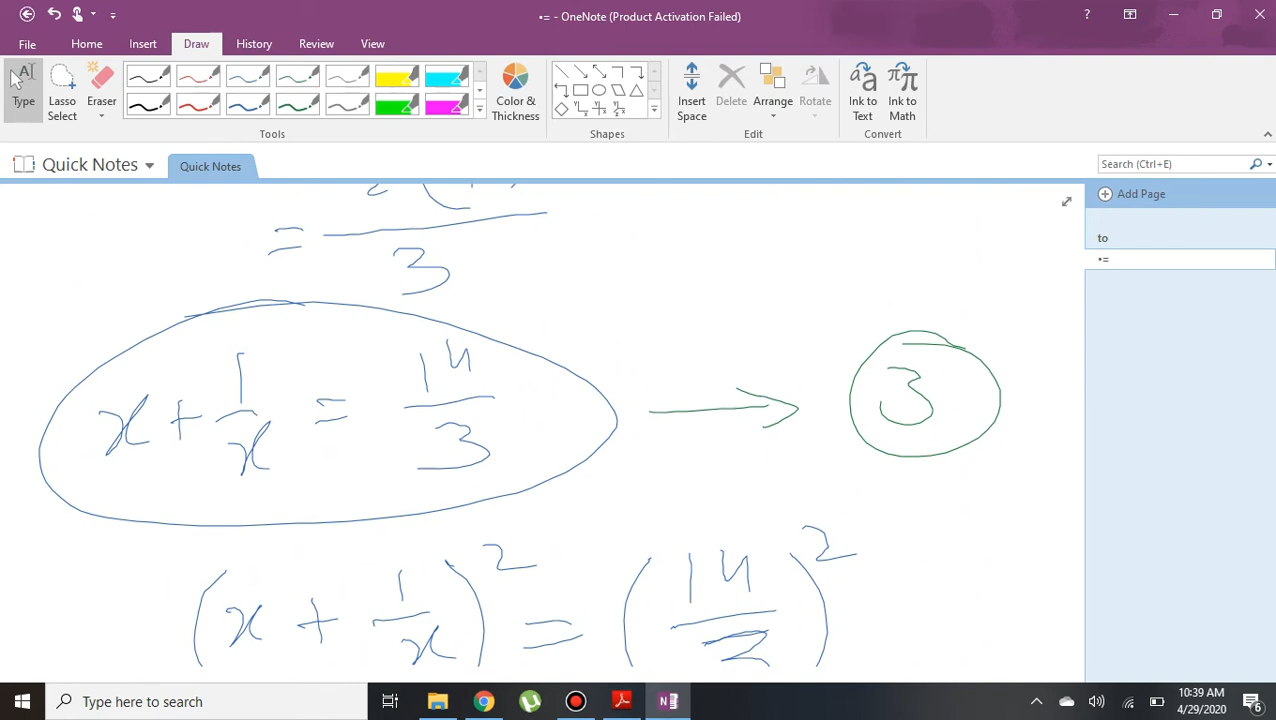 •= - OneNote (Product Activation Failed)
File Home Insert Draw History Review View
Type Lasso Select Eraser Color & Thickness Insert Space Delete Arrange Rotate Ink to Text Ink to Math
Tools Shapes Edit Convert
Quick Notes Quick Notes Search (Ctrl+E)
Add Page
to
•=
= 3
x + 1/x = 14/3 → 3
(x + 1/x)² = (14/
Type here to search
10:39 AM
4/29/2020
6